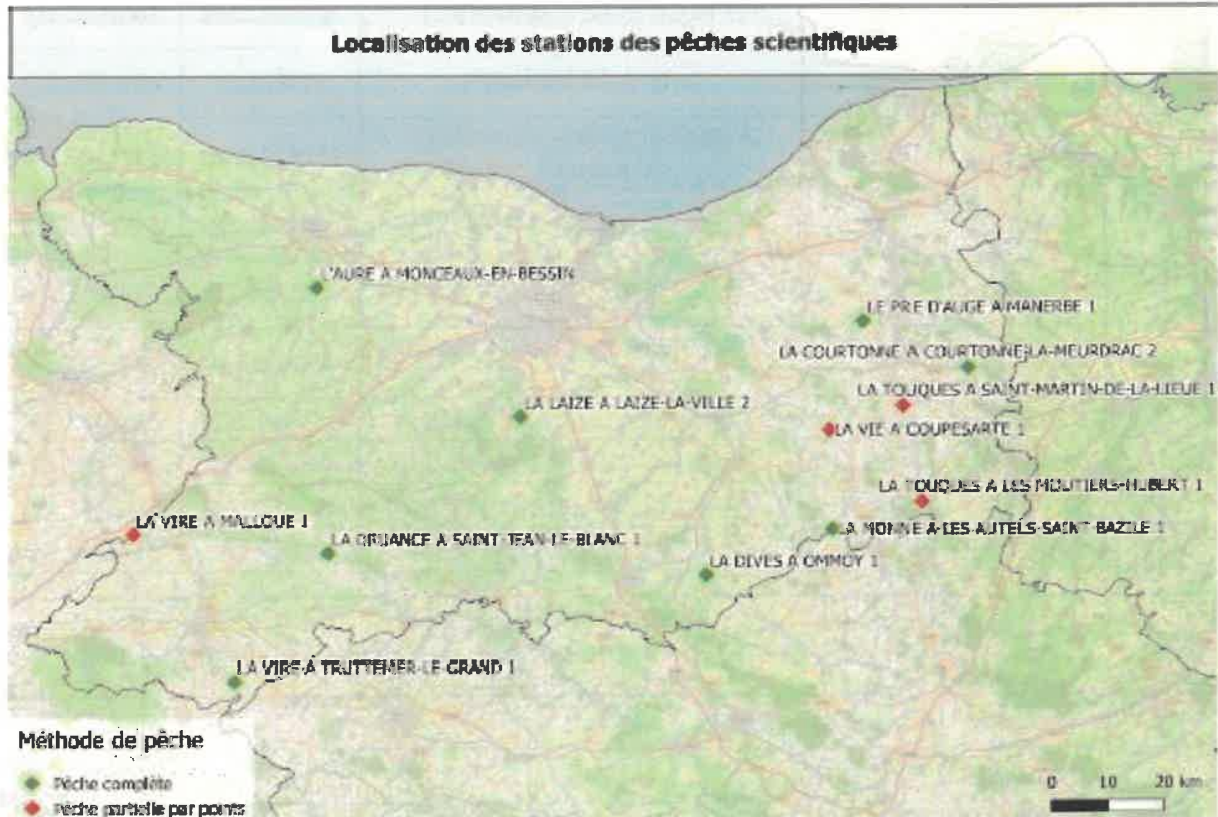 Localisation des stations des pêches scientifiques
L'AURE A MONCEAUX-EN-BESSIN
LE PRE D'AUGE A MANERBE 1
LA COURTONNE A COURTONNE-LA-MEURDRAC 2
LA TOUQUES A SAINT-MARTIN-DE-LA-LIEUE 1
LA LAIZE A LAIZE-LA-VILLE 2
LA VIE A COUPESARTE 1
LA TOUQUES A LES MOUTIERS-HUBERT 1
LA VIRE A MALLOUE 1
LA MONNE A LES-AUTELS-SAINT-BAZILE 1
LA DRUANCE A SAINT-JEAN-LE-BLANC 1
LA DIVES A OMMOY 1
LA VIRE A TRUTTEMER-LE-GRAND 1
Méthode de pêche
Pêche complète
Pêche partielle par points
0 10 20 km